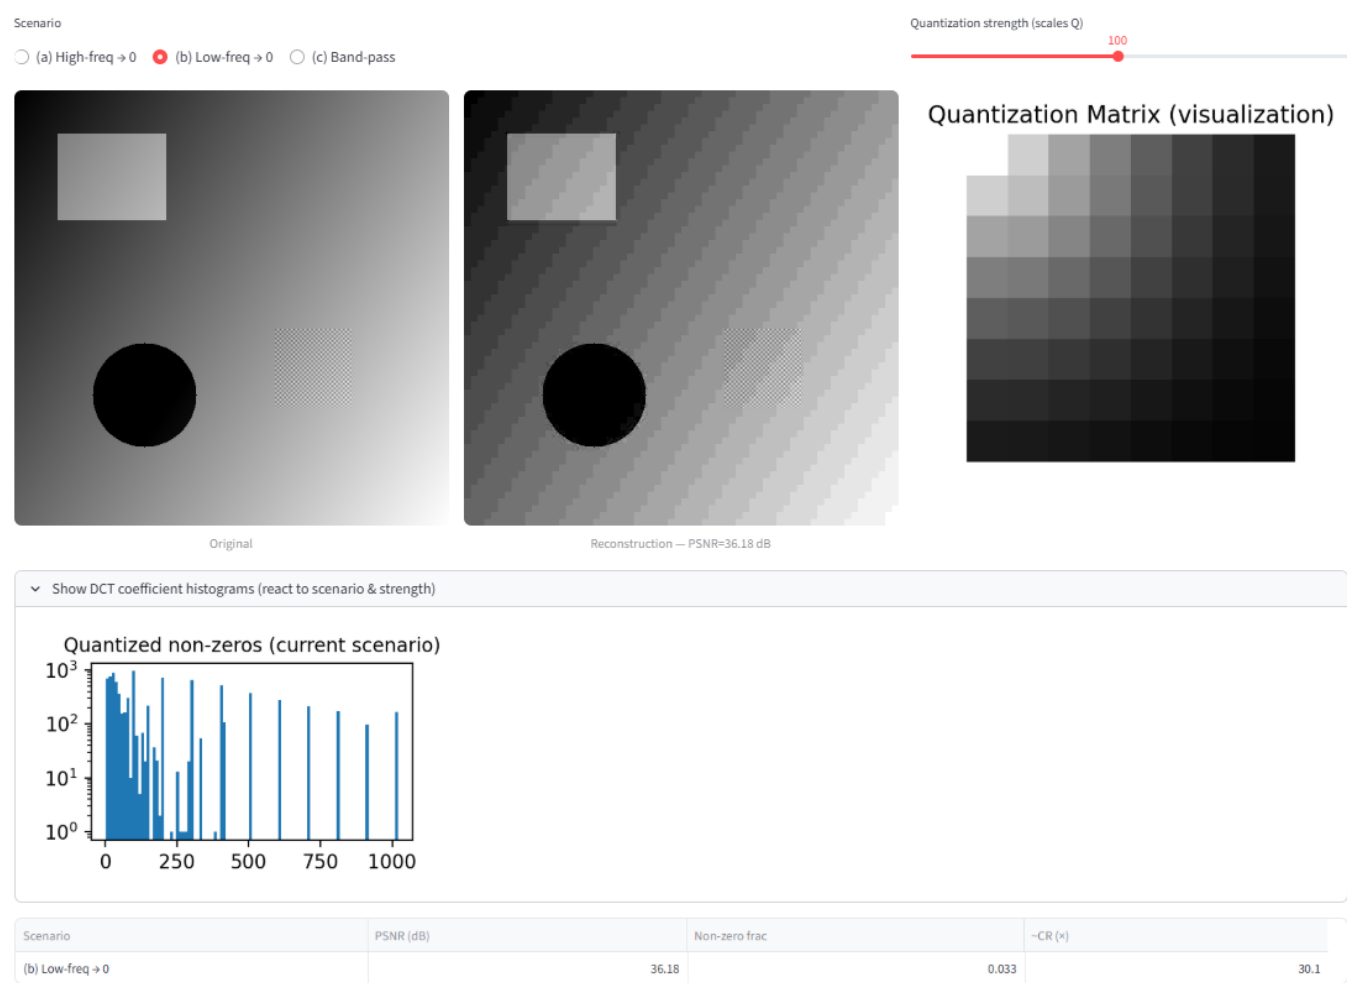 Scenario
Quantization strength (scales Q)
100
(a) High-freq → 0
(b) Low-freq → 0
(c) Band-pass
Quantization Matrix (visualization)
Original
Reconstruction — PSNR=36.18 dB
Show DCT coefficient histograms (react to scenario & strength)
Quantized non-zeros (current scenario)
10³
10²
10¹
10⁰
0 250 500 750 1000
Scenario PSNR (dB) Non-zero frac ~CR (×)
(b) Low-freq → 0 36.18 0.033 30.1